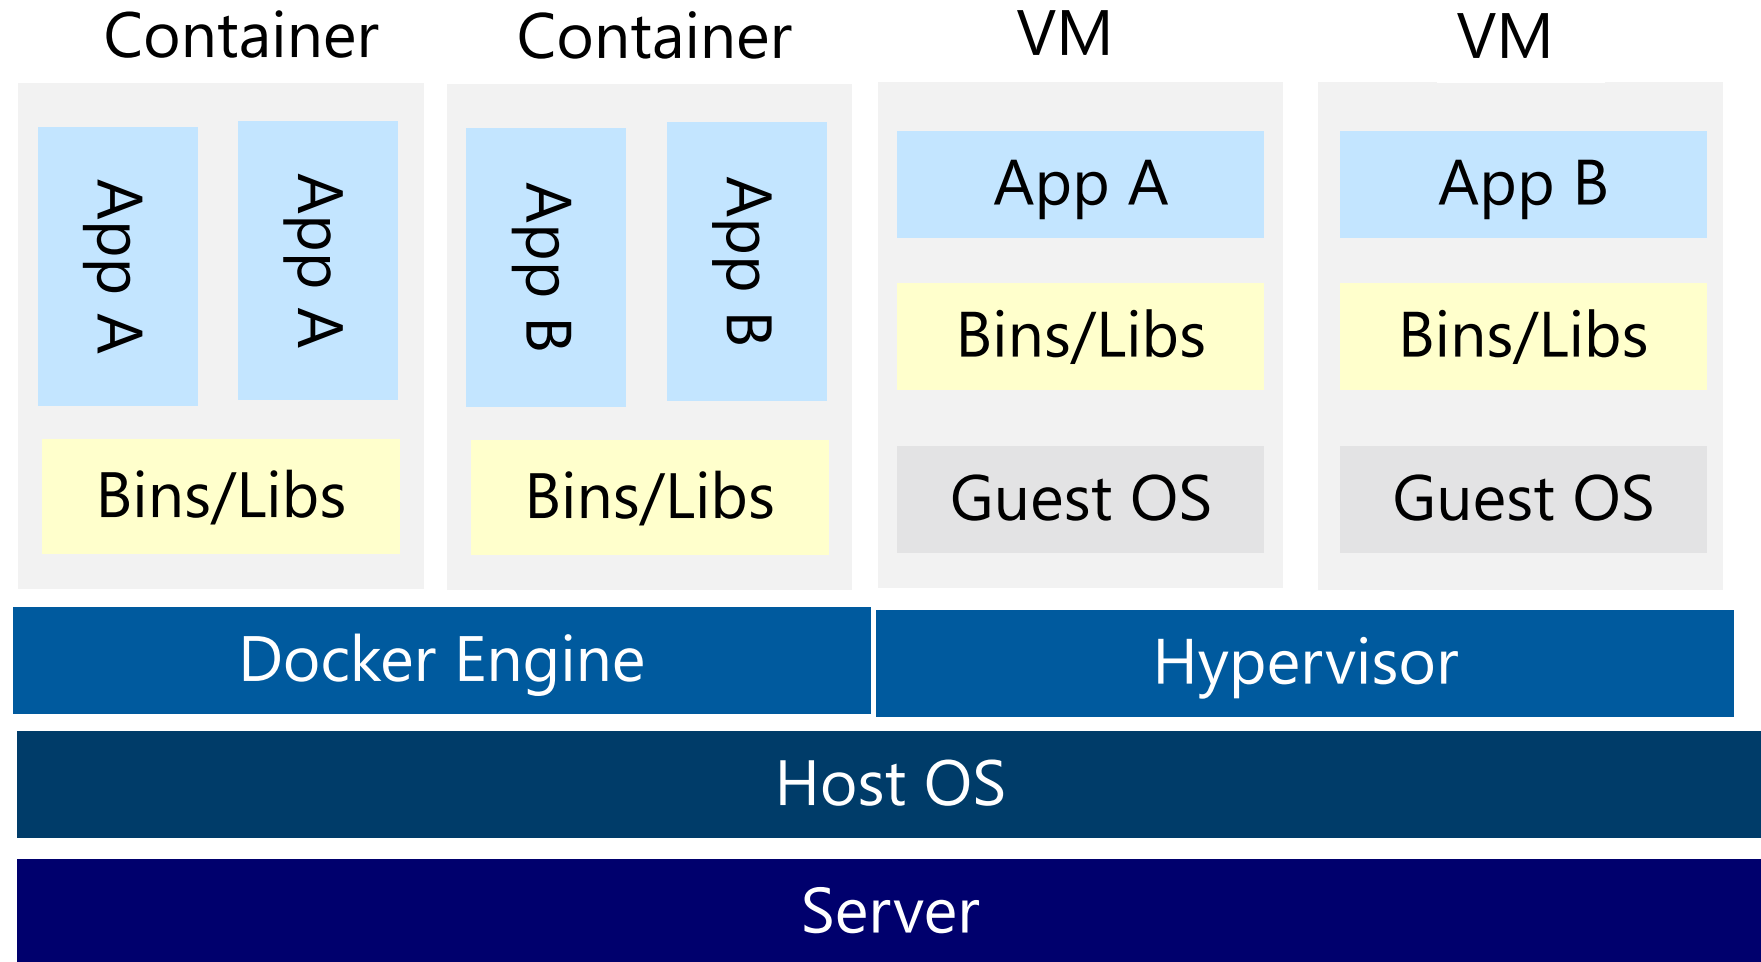 Container
Container
VM
VM
App A
App A
App B
App B
App A
App B
Bins/Libs
Bins/Libs
Bins/Libs
Bins/Libs
Guest OS
Guest OS
Docker Engine
Hypervisor
Host OS
Server